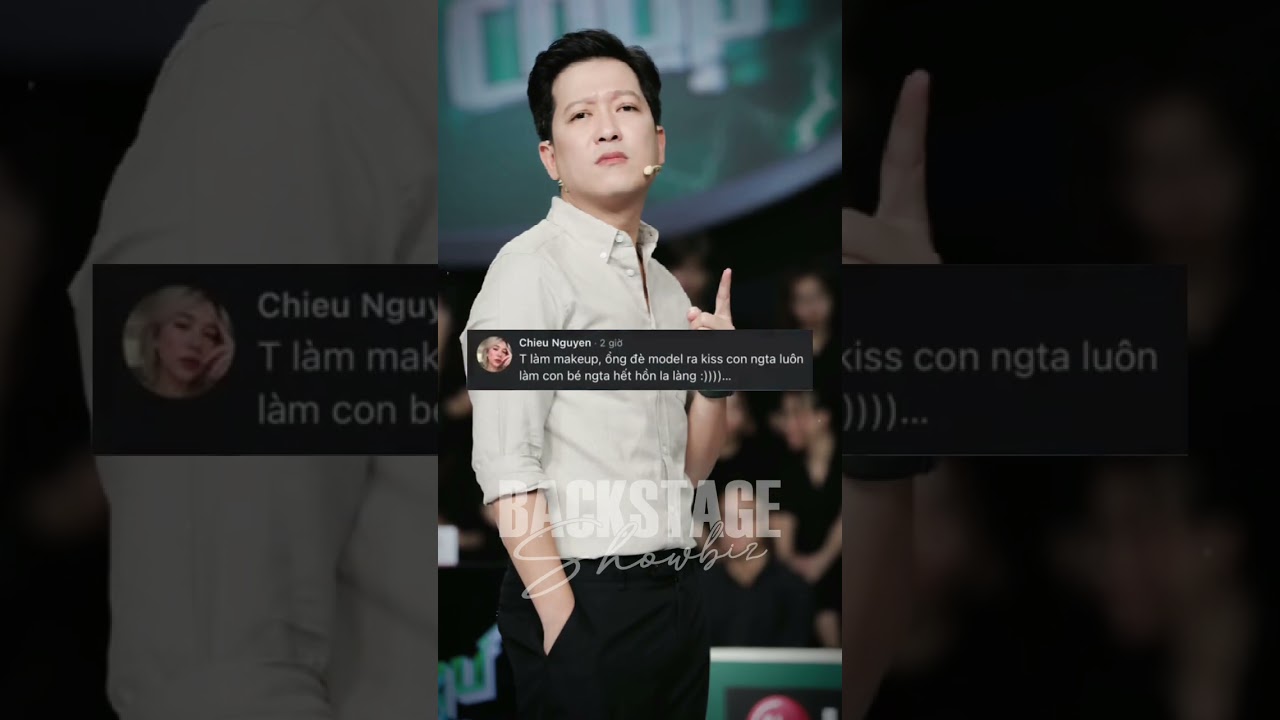 Chieu Nguyen · 2 giờ
T làm makeup, ổng đè model ra kiss con ngta luôn
làm con bé ngta hết hồn la làng :))))...
BACKSTAGE
Showbiz
Chieu Nguy
T làm mak
làm con bé
kiss con ngta luôn
))))...